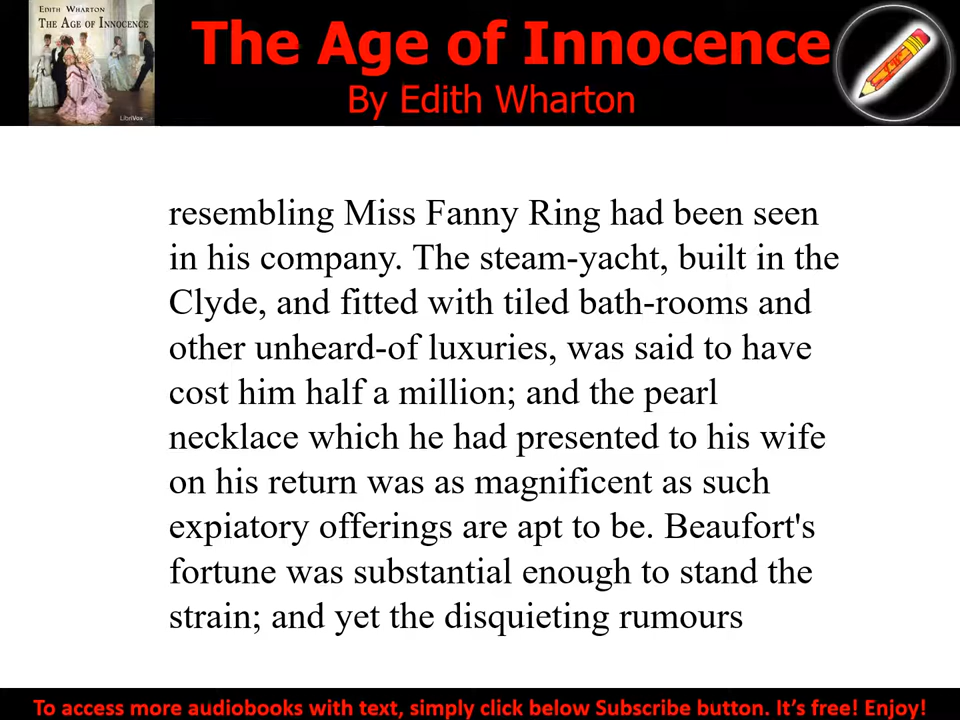 EDITH WHARTON
THE AGE OF INNOCENCE
LibriVox
The Age of Innocence
By Edith Wharton
resembling Miss Fanny Ring had been seen
in his company. The steam-yacht, built in the
Clyde, and fitted with tiled bath-rooms and
other unheard-of luxuries, was said to have
cost him half a million; and the pearl
necklace which he had presented to his wife
on his return was as magnificent as such
expiatory offerings are apt to be. Beaufort's
fortune was substantial enough to stand the
strain; and yet the disquieting rumours
To access more audiobooks with text, simply click below Subscribe button. It’s free! Enjoy!